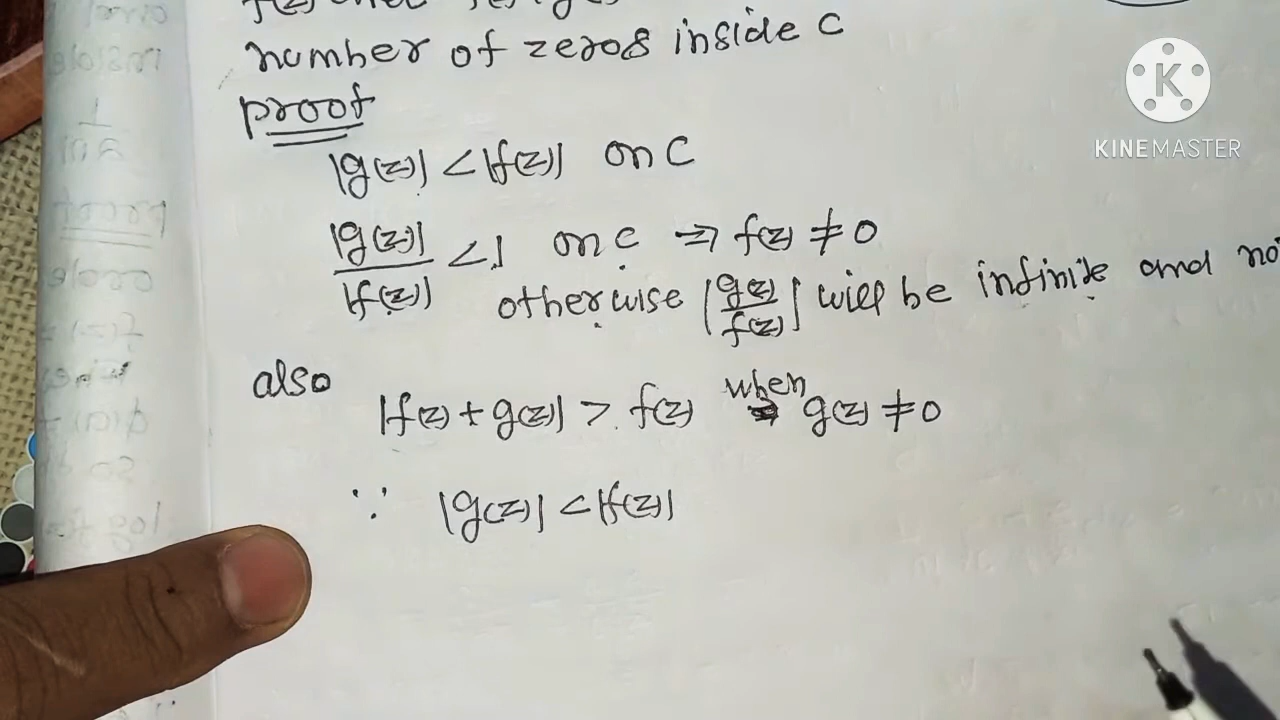 number of zeros inside C
proof
|g(z)| < |f(z)| on C
|g(z)|/|f(z)| < 1 on C ⇒ f(z) ≠ 0
otherwise |g(z)/f(z)| will be infinite and
also
|f(z) + g(z)| > f(z) when g(z) ≠ 0
∵ |g(z)| < |f(z)|
K
KINEMASTER